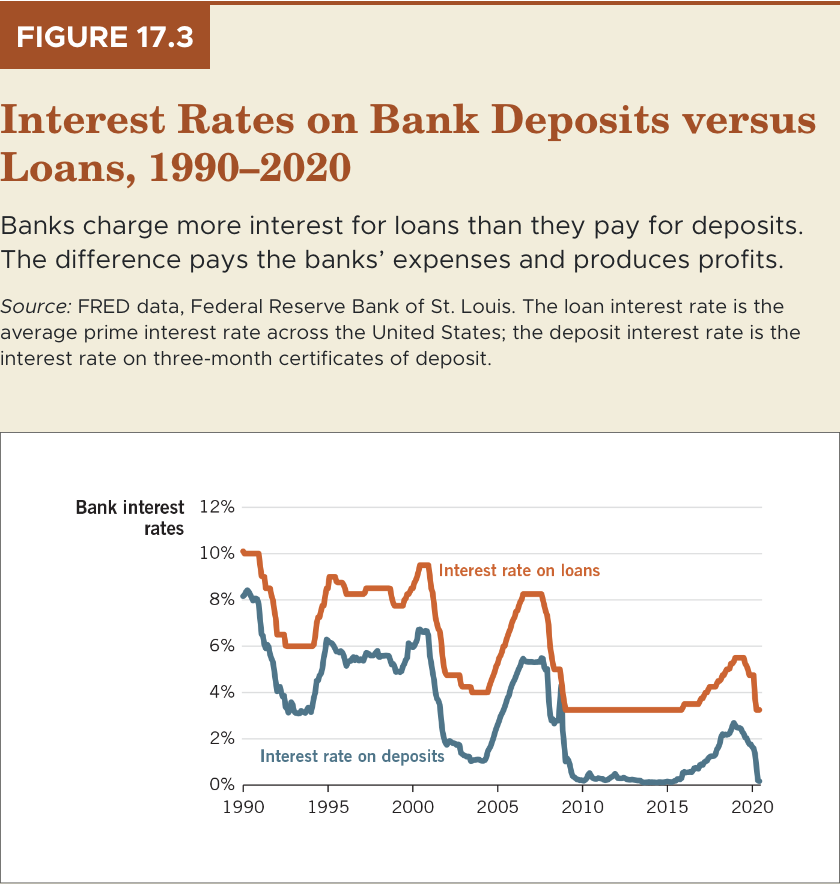 FIGURE 17.3
Interest Rates on Bank Deposits versus
Loans, 1990–2020
Banks charge more interest for loans than they pay for deposits.
The difference pays the banks’ expenses and produces profits.
Source: FRED data, Federal Reserve Bank of St. Louis. The loan interest rate is the
average prime interest rate across the United States; the deposit interest rate is the
interest rate on three-month certificates of deposit.
Bank interest
rates
12%
10%
8%
6%
4%
2%
0%
Interest rate on loans
Interest rate on deposits
1990 1995 2000 2005 2010 2015 2020